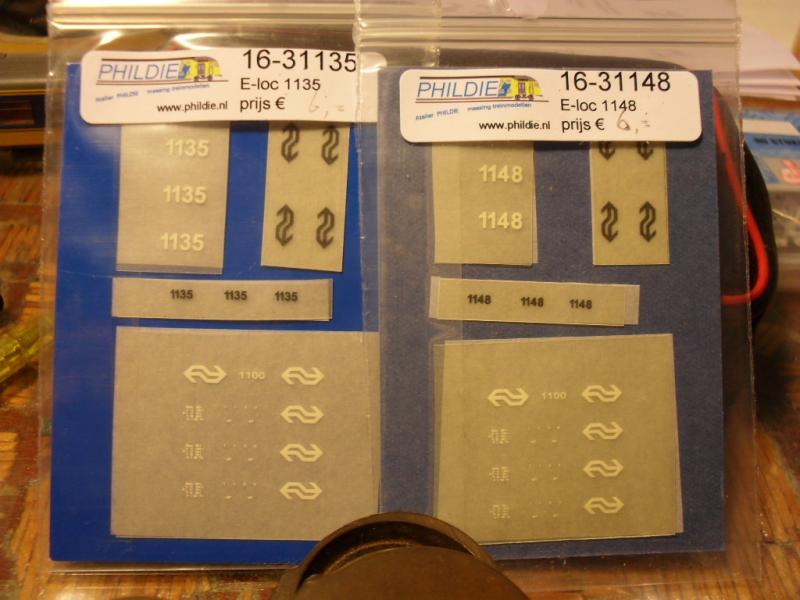 PHILDIE
16-31135
E-loc 1135
Atelier PHILDIE messing treinmodellen
www.phildie.nl
prijs € 6,=
1135
1135
1135
1135 1135 1135
1100
PHILDIE
16-31148
E-loc 1148
Atelier PHILDIE messing treinmodellen
www.phildie.nl
prijs € 6,=
1148
1148
1148 1148 1148
1100